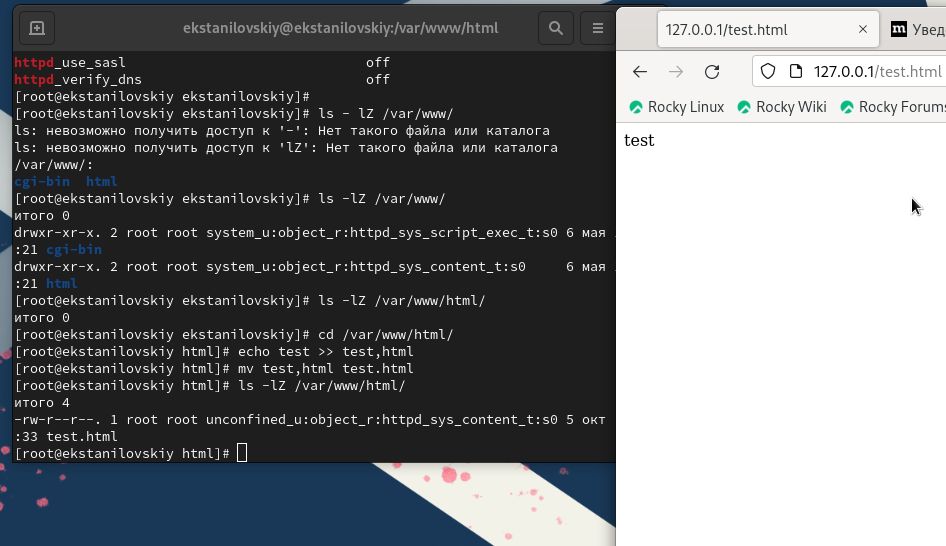 ekstanilovskiy@ekstanilovskiy:/var/www/html
httpd_use_sasl                              off
httpd_verify_dns                            off
[root@ekstanilovskiy ekstanilovskiy]#
[root@ekstanilovskiy ekstanilovskiy]# ls - lZ /var/www/
ls: невозможно получить доступ к '-': Нет такого файла или каталога
ls: невозможно получить доступ к 'lZ': Нет такого файла или каталога
/var/www/:
cgi-bin  html
[root@ekstanilovskiy ekstanilovskiy]# ls -lZ /var/www/
итого 0
drwxr-xr-x. 2 root root system_u:object_r:httpd_sys_script_exec_t:s0 6 мая
:21 cgi-bin
drwxr-xr-x. 2 root root system_u:object_r:httpd_sys_content_t:s0     6 мая
:21 html
[root@ekstanilovskiy ekstanilovskiy]# ls -lZ /var/www/html/
итого 0
[root@ekstanilovskiy ekstanilovskiy]# cd /var/www/html/
[root@ekstanilovskiy html]# echo test >> test,html
[root@ekstanilovskiy html]# mv test,html test.html
[root@ekstanilovskiy html]# ls -lZ /var/www/html/
итого 4
-rw-r--r--. 1 root root unconfined_u:object_r:httpd_sys_content_t:s0 5 окт
:33 test.html
[root@ekstanilovskiy html]#
127.0.0.1/test.html
m Увед
127.0.0.1/test.html
Rocky Linux Rocky Wiki Rocky Forums
test